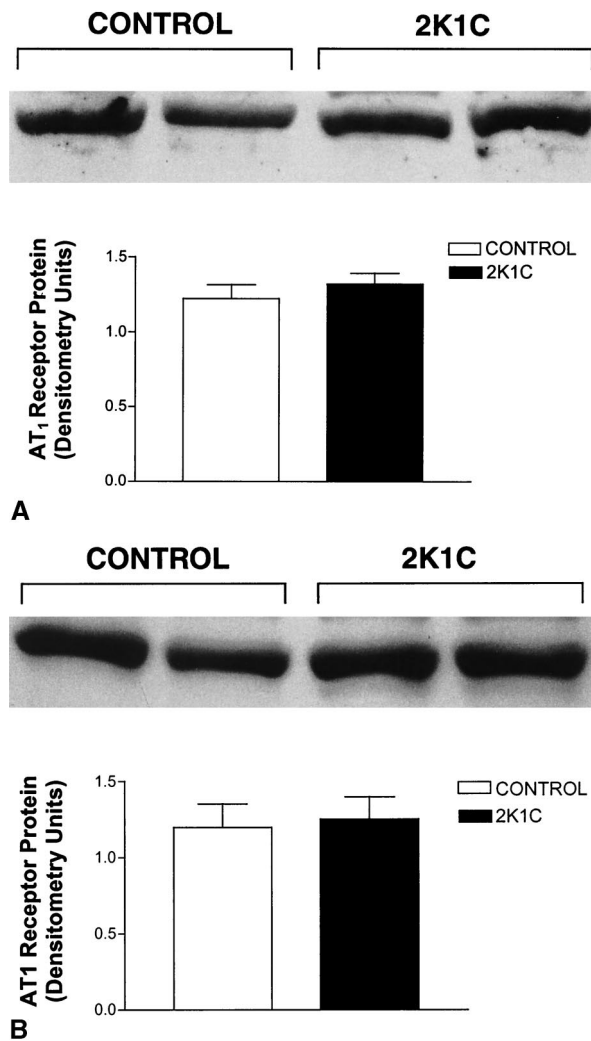 CONTROL 2K1C
1.5
1.0
0.5
0.0
AT₁ Receptor Protein
(Densitometry Units)
CONTROL
2K1C
A
CONTROL 2K1C
1.5
1.0
0.5
0.0
AT1 Receptor Protein
(Densitometry Units)
CONTROL
2K1C
B